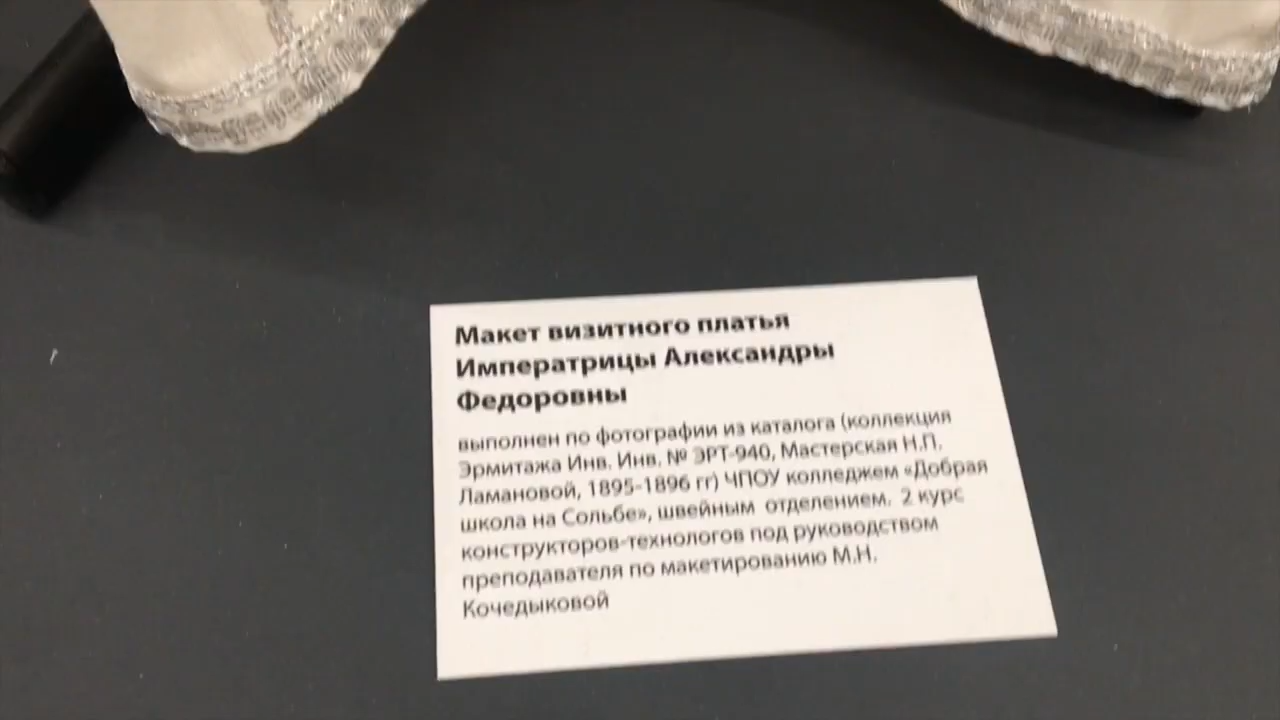 Макет визитного платья
Императрицы Александры
Федоровны
выполнен по фотографии из каталога (коллекция
Эрмитажа Инв. Инв. № ЭРТ-940, Мастерская Н.П.
Ламановой, 1895-1896 гг) ЧПОУ колледжем «Добрая
школа на Сольбе», швейным отделением. 2 курс
конструкторов-технологов под руководством
преподавателя по макетированию М.Н.
Кочедыковой